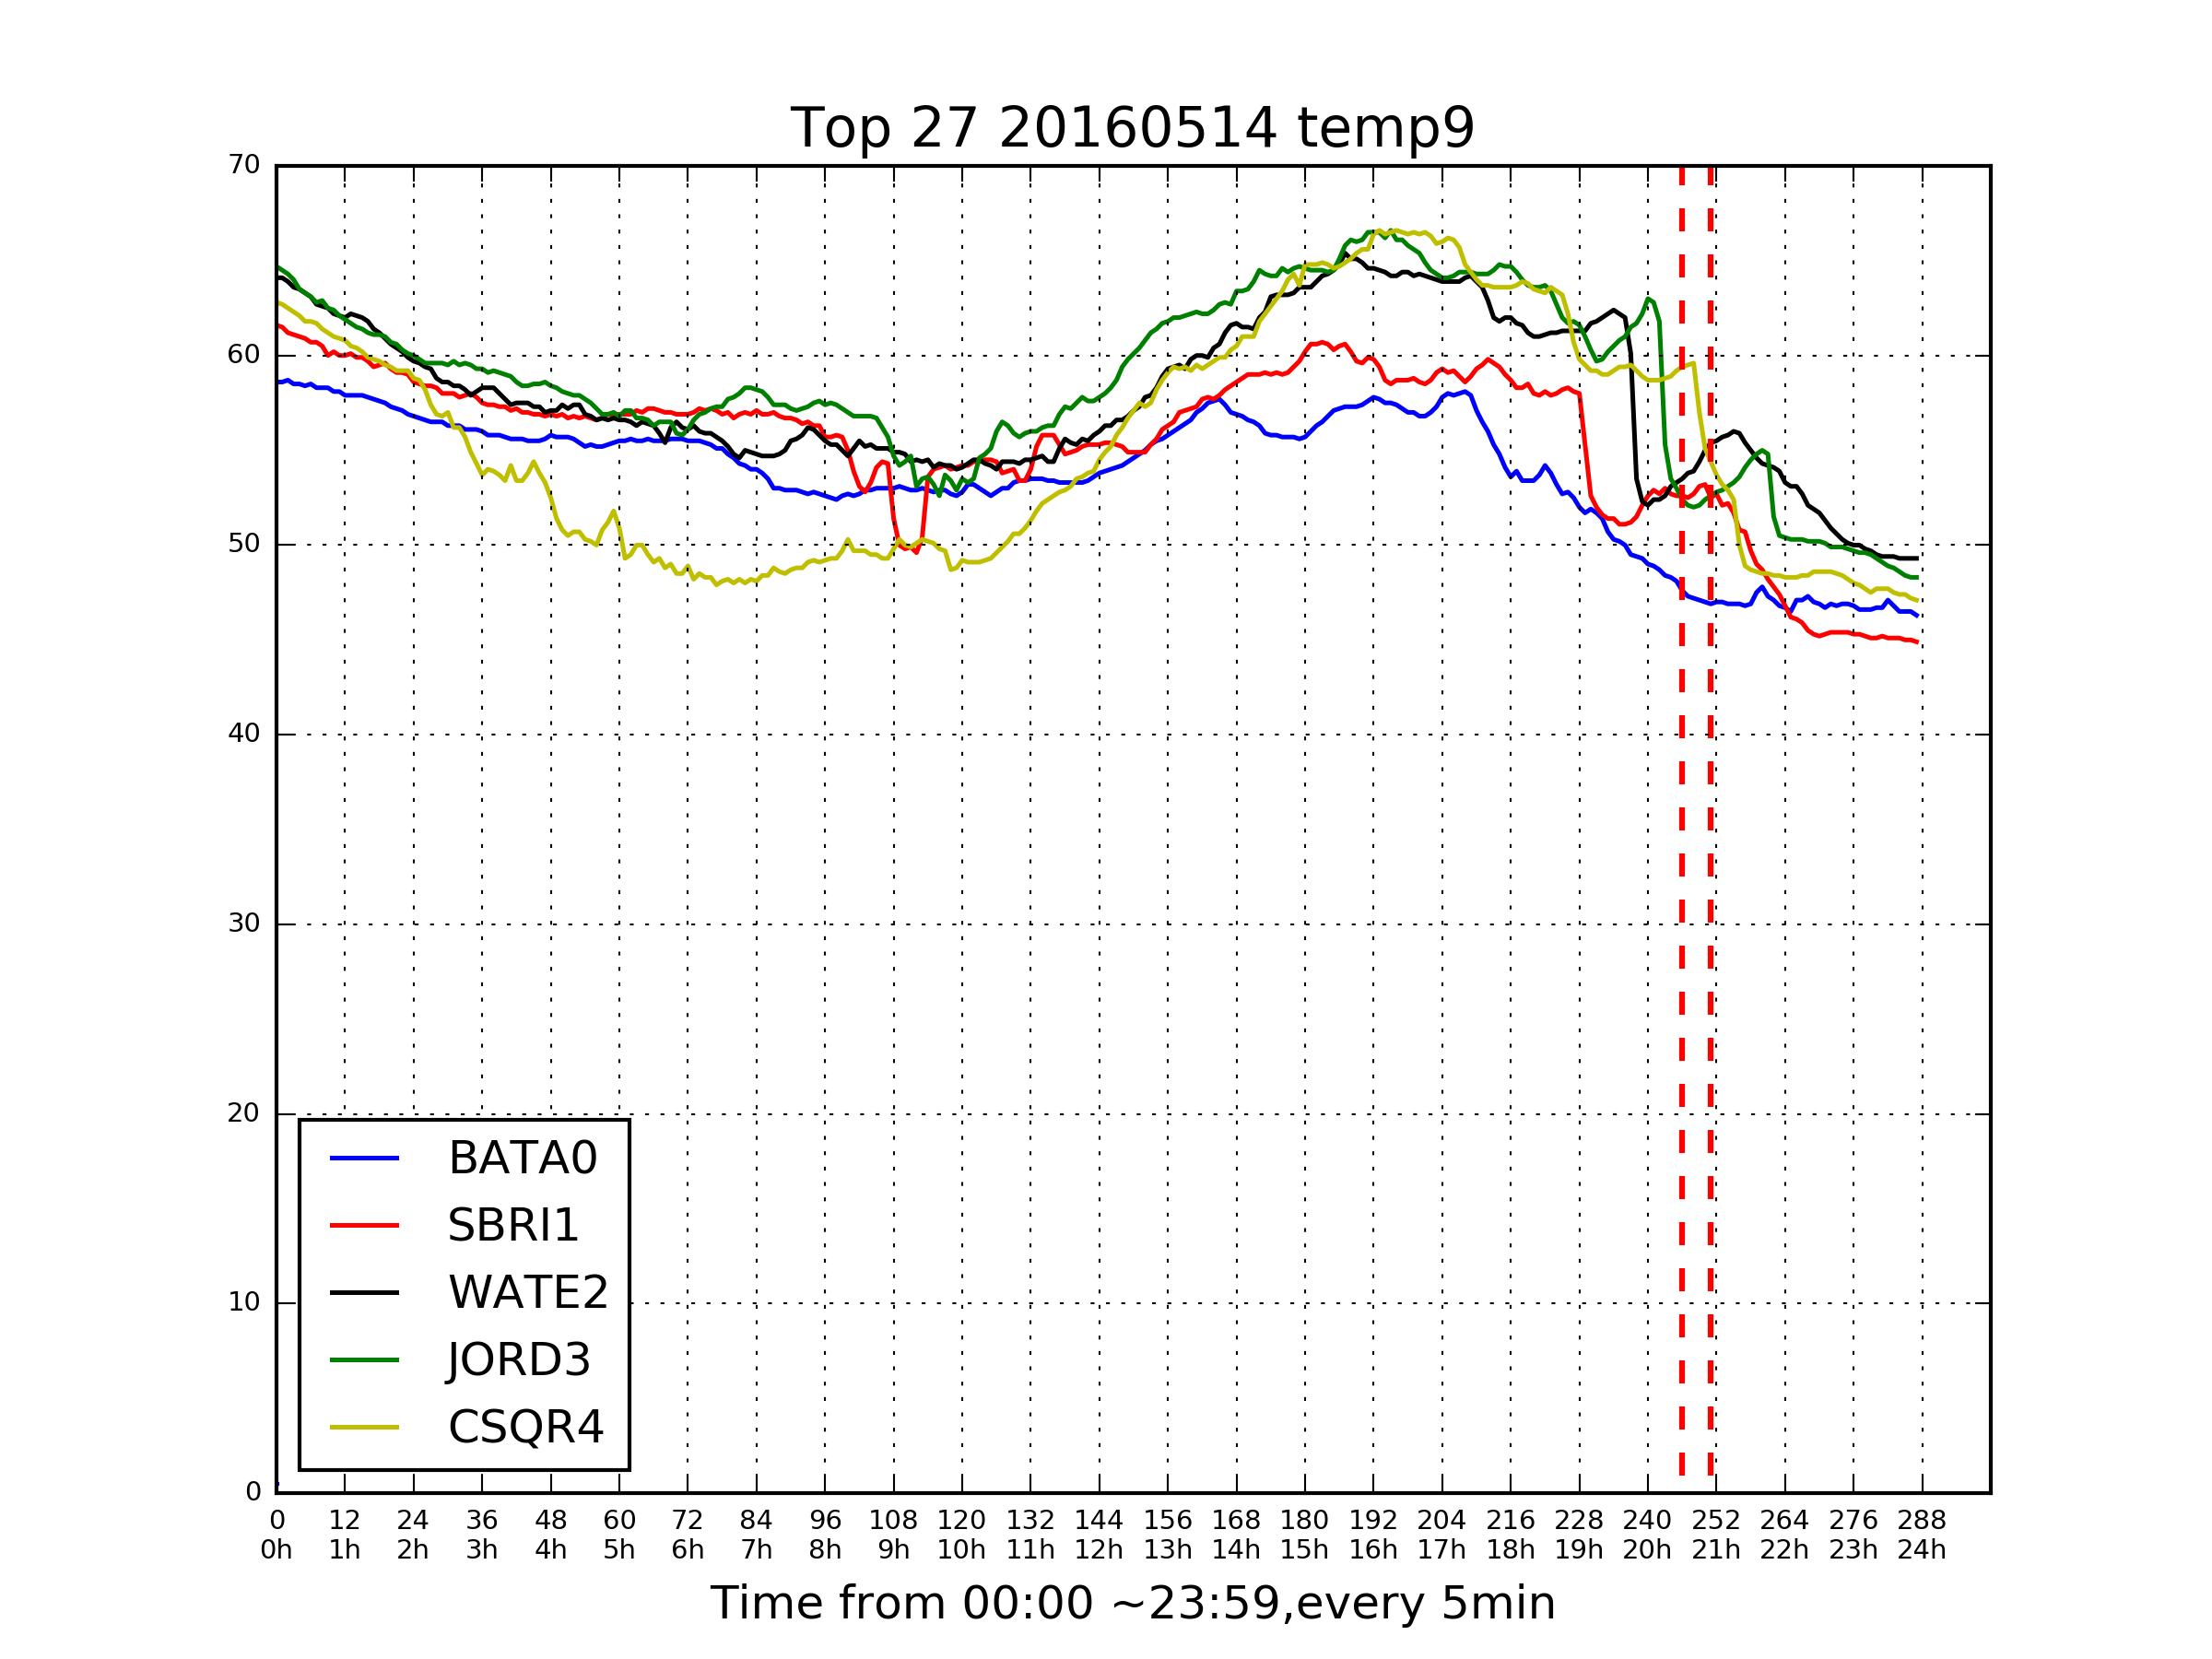 Top 27 20160514 temp9
70
60
50
40
30
20
10
0
BATA0
SBRI1
WATE2
JORD3
CSQR4
0 12 24 36 48 60 72 84 96 108 120 132 144 156 168 180 192 204 216 228 240 252 264 276 288
0h 1h 2h 3h 4h 5h 6h 7h 8h 9h 10h 11h 12h 13h 14h 15h 16h 17h 18h 19h 20h 21h 22h 23h 24h
Time from 00:00 ~23:59,every 5min